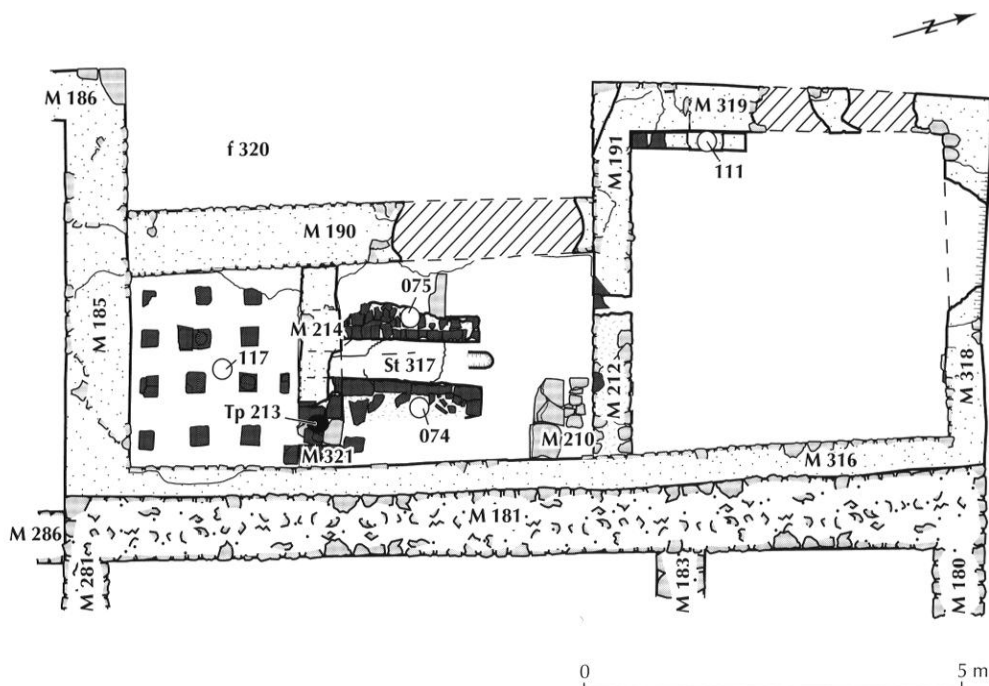 Z
M 186
M 319
f 320
M 191
111
M 190
075
M 185
M 214
117
St 317
M 212
M 318
Tp 213
074
M 210
M 321
M 316
M 181
M 286
M 281
M 183
M 180
0
5 m